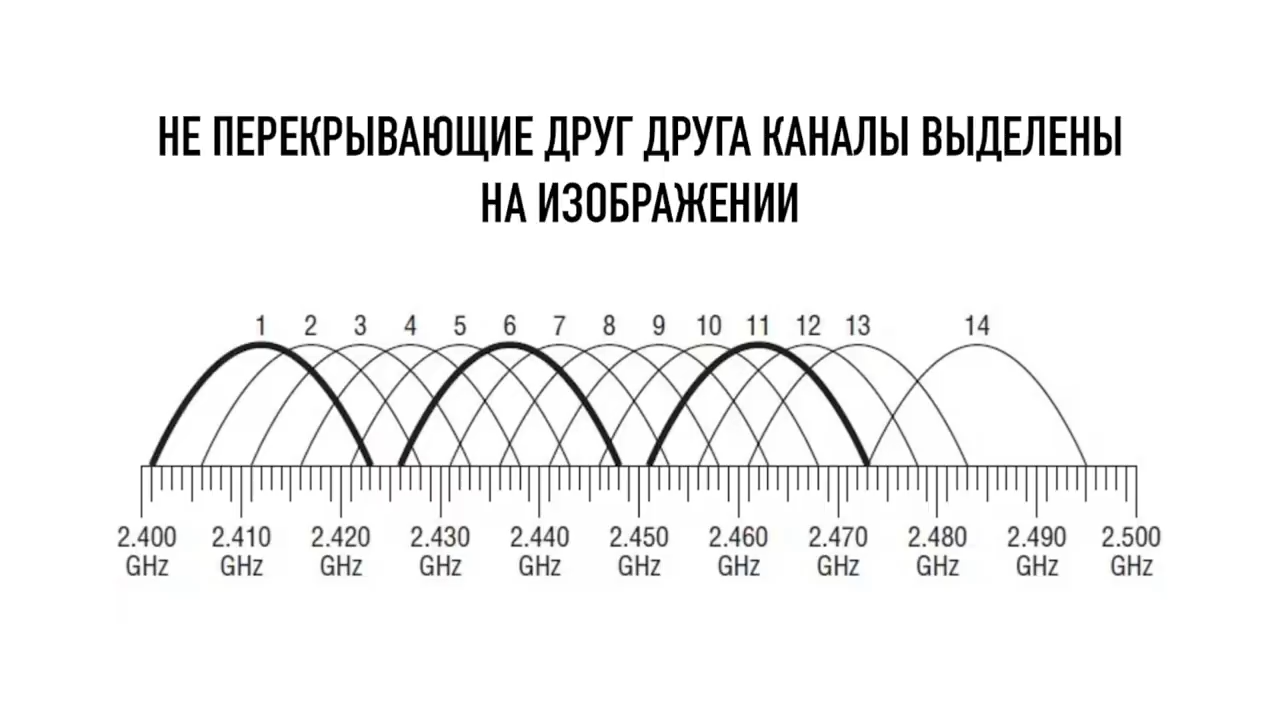 НЕ ПЕРЕКРЫВАЮЩИЕ ДРУГ ДРУГА КАНАЛЫ ВЫДЕЛЕНЫ
НА ИЗОБРАЖЕНИИ
1 2 3 4 5 6 7 8 9 10 11 12 13 14
2.400 2.410 2.420 2.430 2.440 2.450 2.460 2.470 2.480 2.490 2.500
GHz GHz GHz GHz GHz GHz GHz GHz GHz GHz GHz